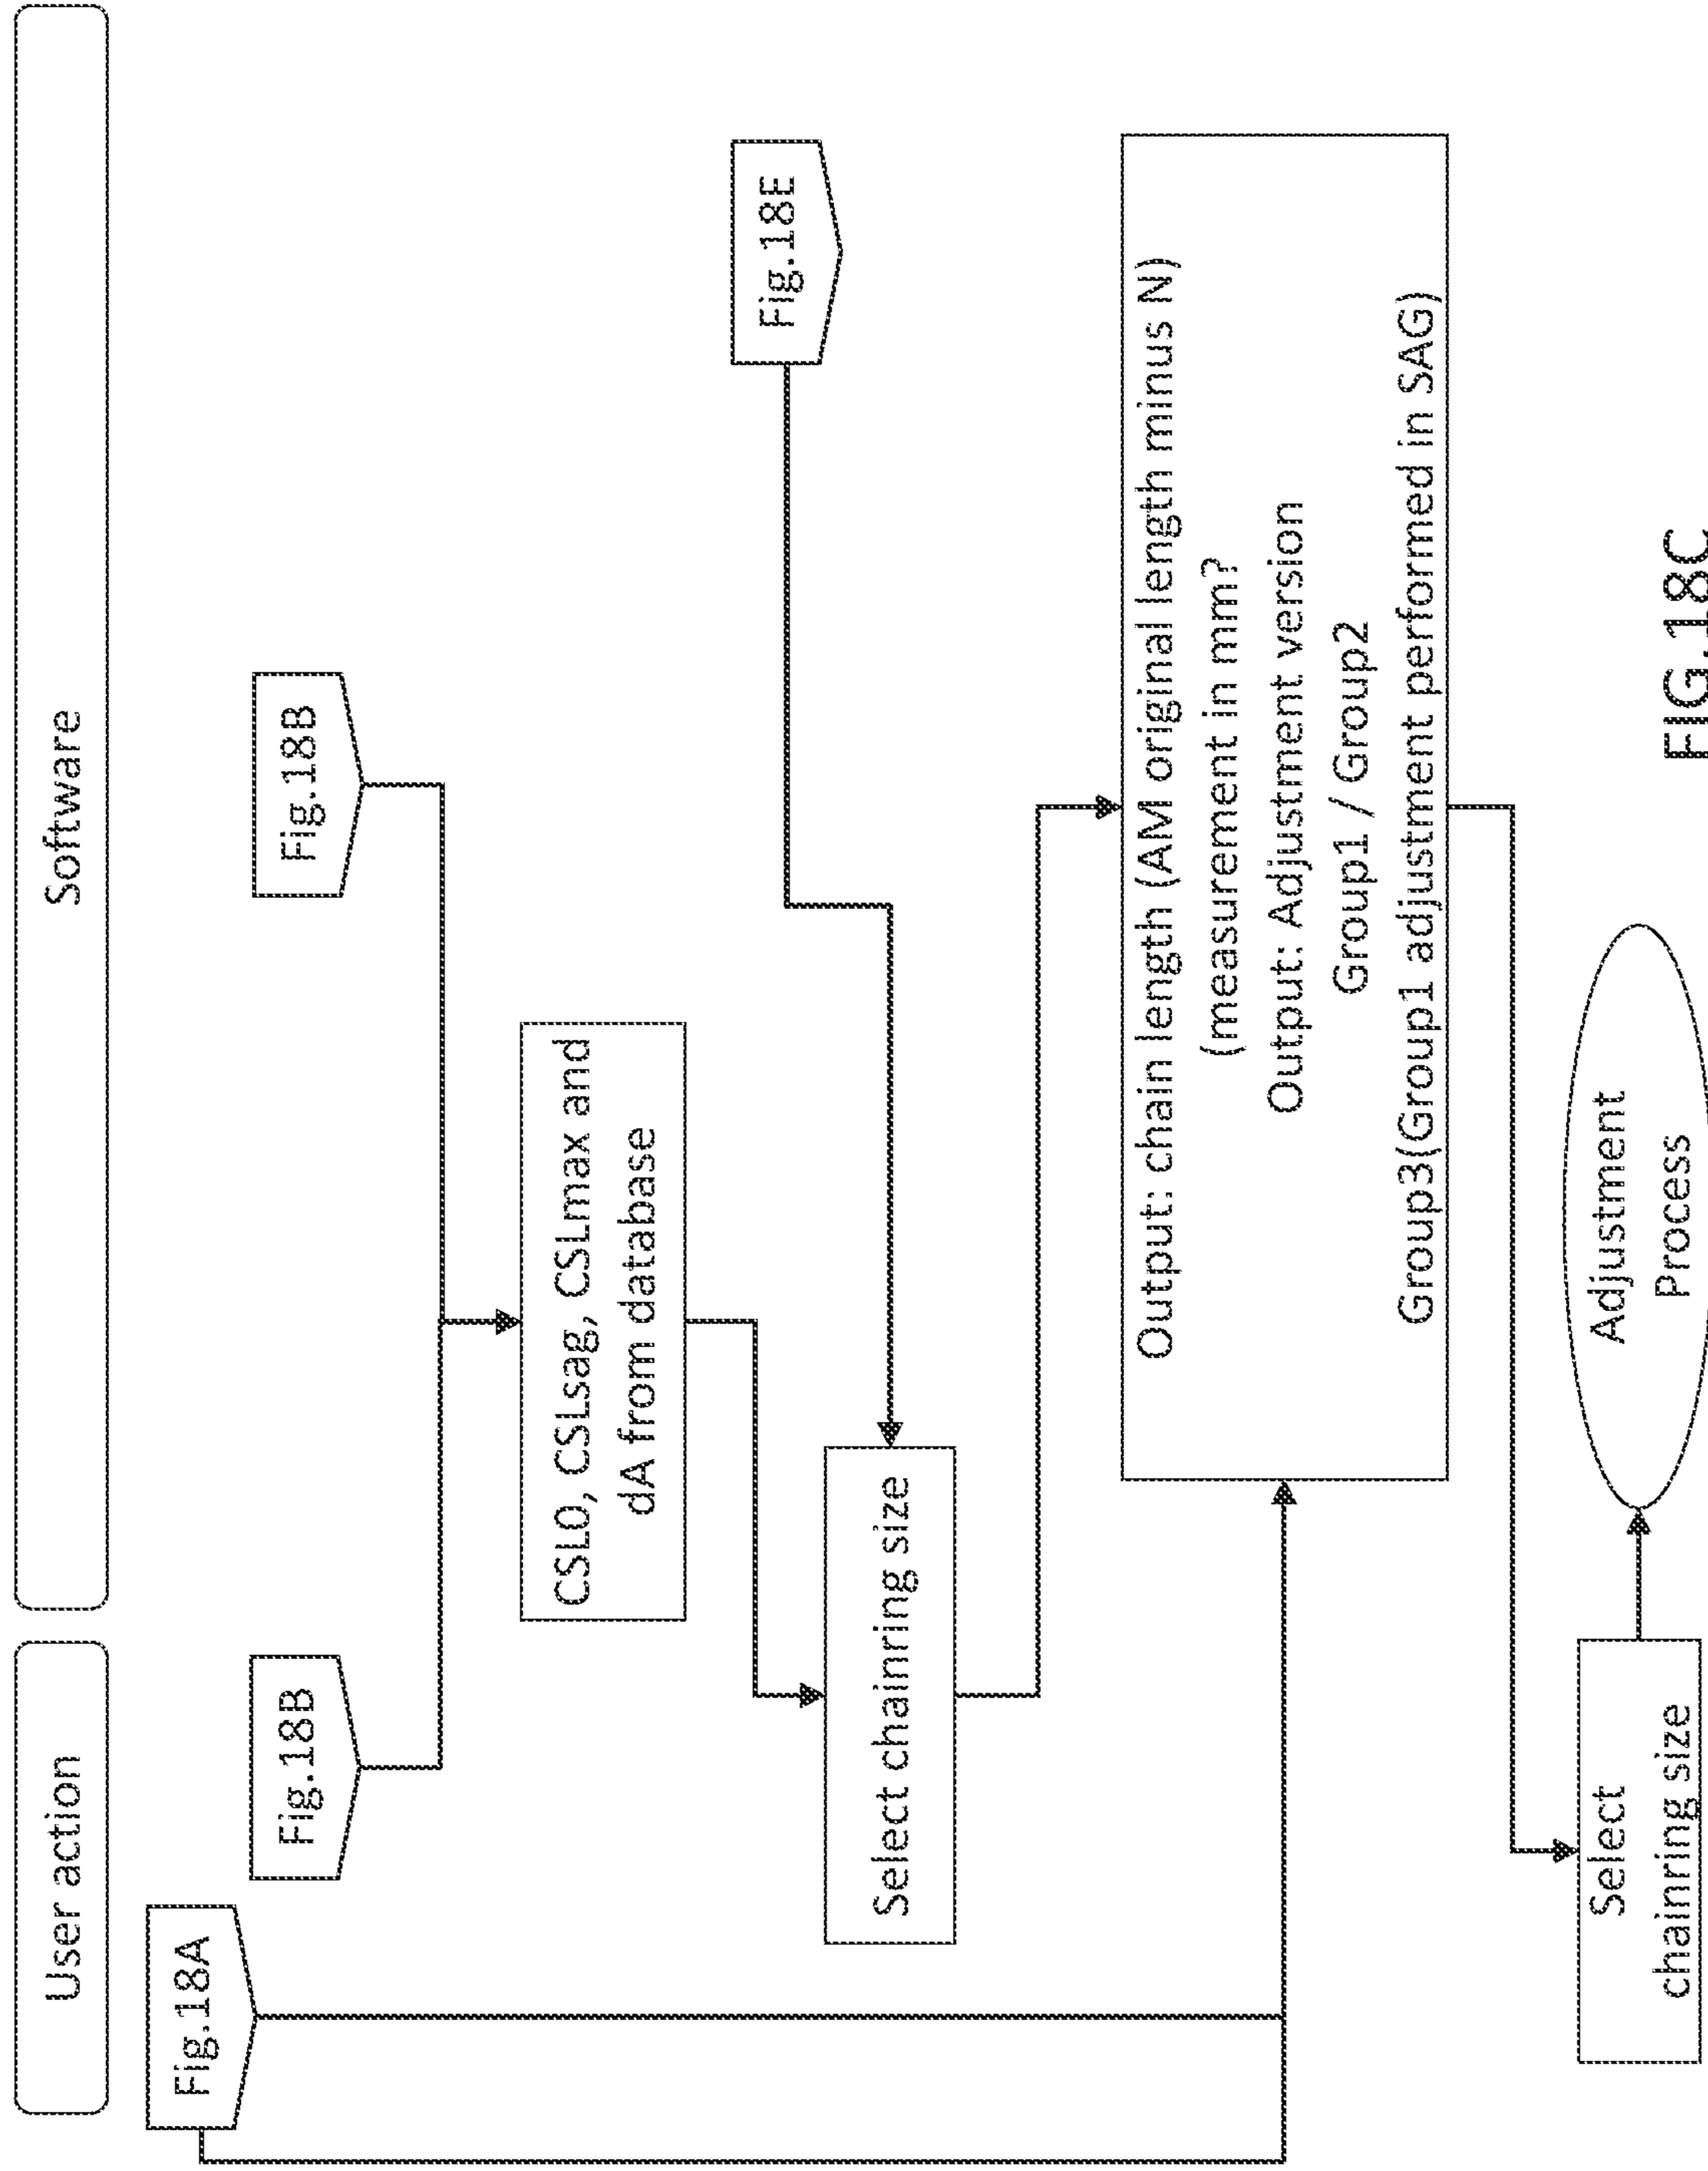 User action
Software
Fig.18A
Fig.18B
Fig.18B
CSL0, CSLsag, CSLmax and
dA from database
Fig.18E
Select chainring size
Output: chain length (AM original length minus N)
(measurement in mm?
Output: Adjustment version
Group1 / Group2
Group3(Group1 adjustment performed in SAG)
Select
chainring size
Adjustment
Process
FIG.18C